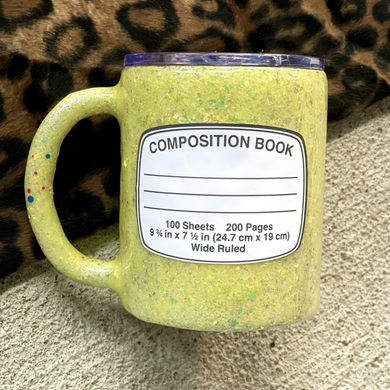 COMPOSITION BOOK
100 Sheets 200 Pages
9 ¾ in x 7 ½ in (24.7 cm x 19 cm)
Wide Ruled